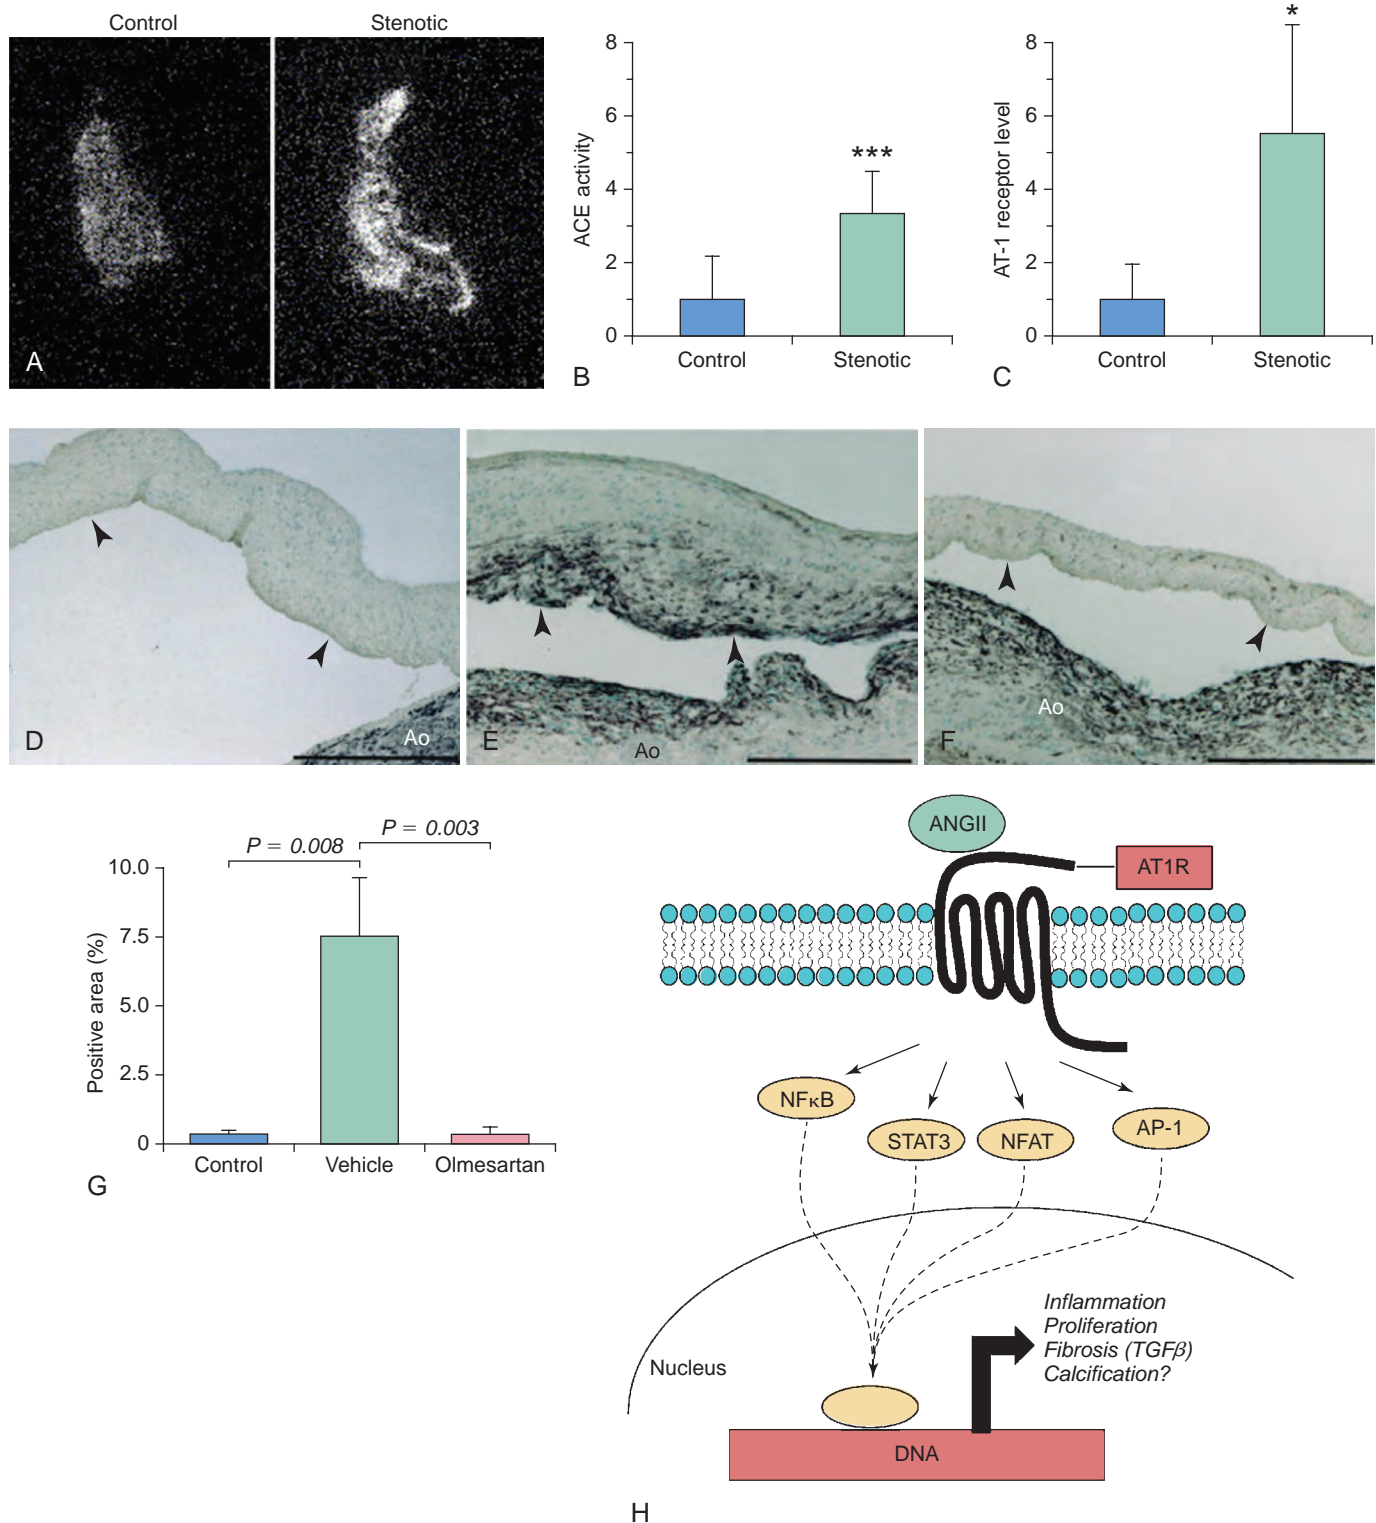 Control
Stenotic
A
ACE activity
8
6
4
2
0
***
Control
Stenotic
B
AT-1 receptor level
8
6
4
2
0
*
Control
Stenotic
C
D
Ao
E
Ao
F
Ao
P = 0.008
P = 0.003
Positive area (%)
10.0
7.5
5.0
2.5
0
Control
Vehicle
Olmesartan
G
ANGII
AT1R
NFκB
STAT3
NFAT
AP-1
Nucleus
Inflammation
Proliferation
Fibrosis (TGFβ)
Calcification?
DNA
H